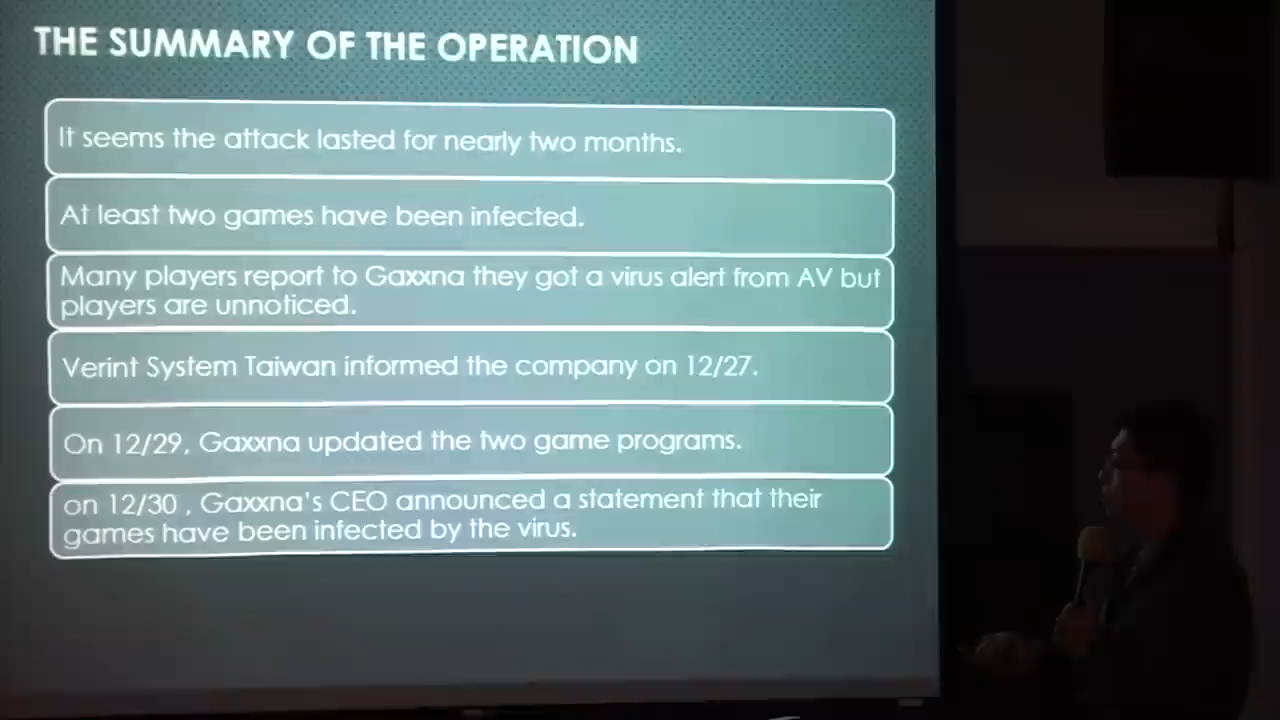 THE SUMMARY OF THE OPERATION
It seems the attack lasted for nearly two months.
At least two games have been infected.
Many players report to Gaxxna they got a virus alert from AV but
players are unnoticed.
Verint System Taiwan informed the company on 12/27.
On 12/29, Gaxxna updated the two game programs.
on 12/30 , Gaxxna's CEO announced a statement that their
games have been infected by the virus.